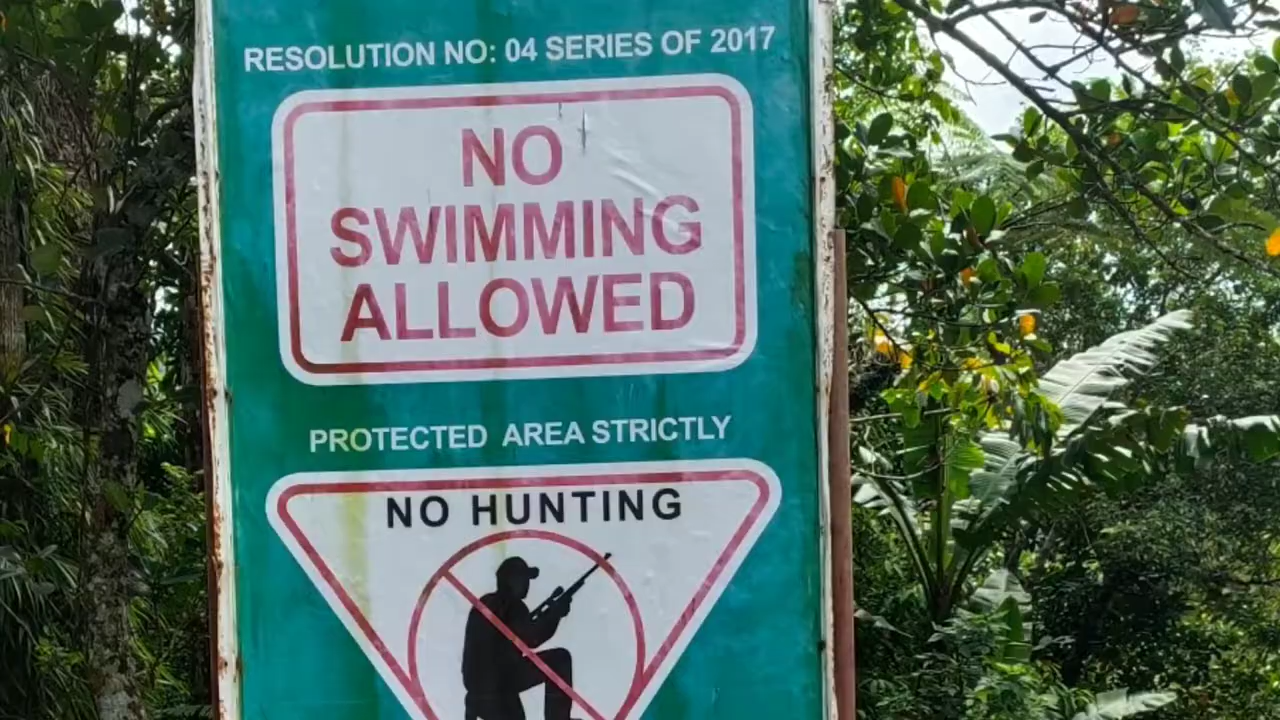 RESOLUTION NO: 04 SERIES OF 2017
NO
SWIMMING
ALLOWED
PROTECTED AREA STRICTLY
NO HUNTING